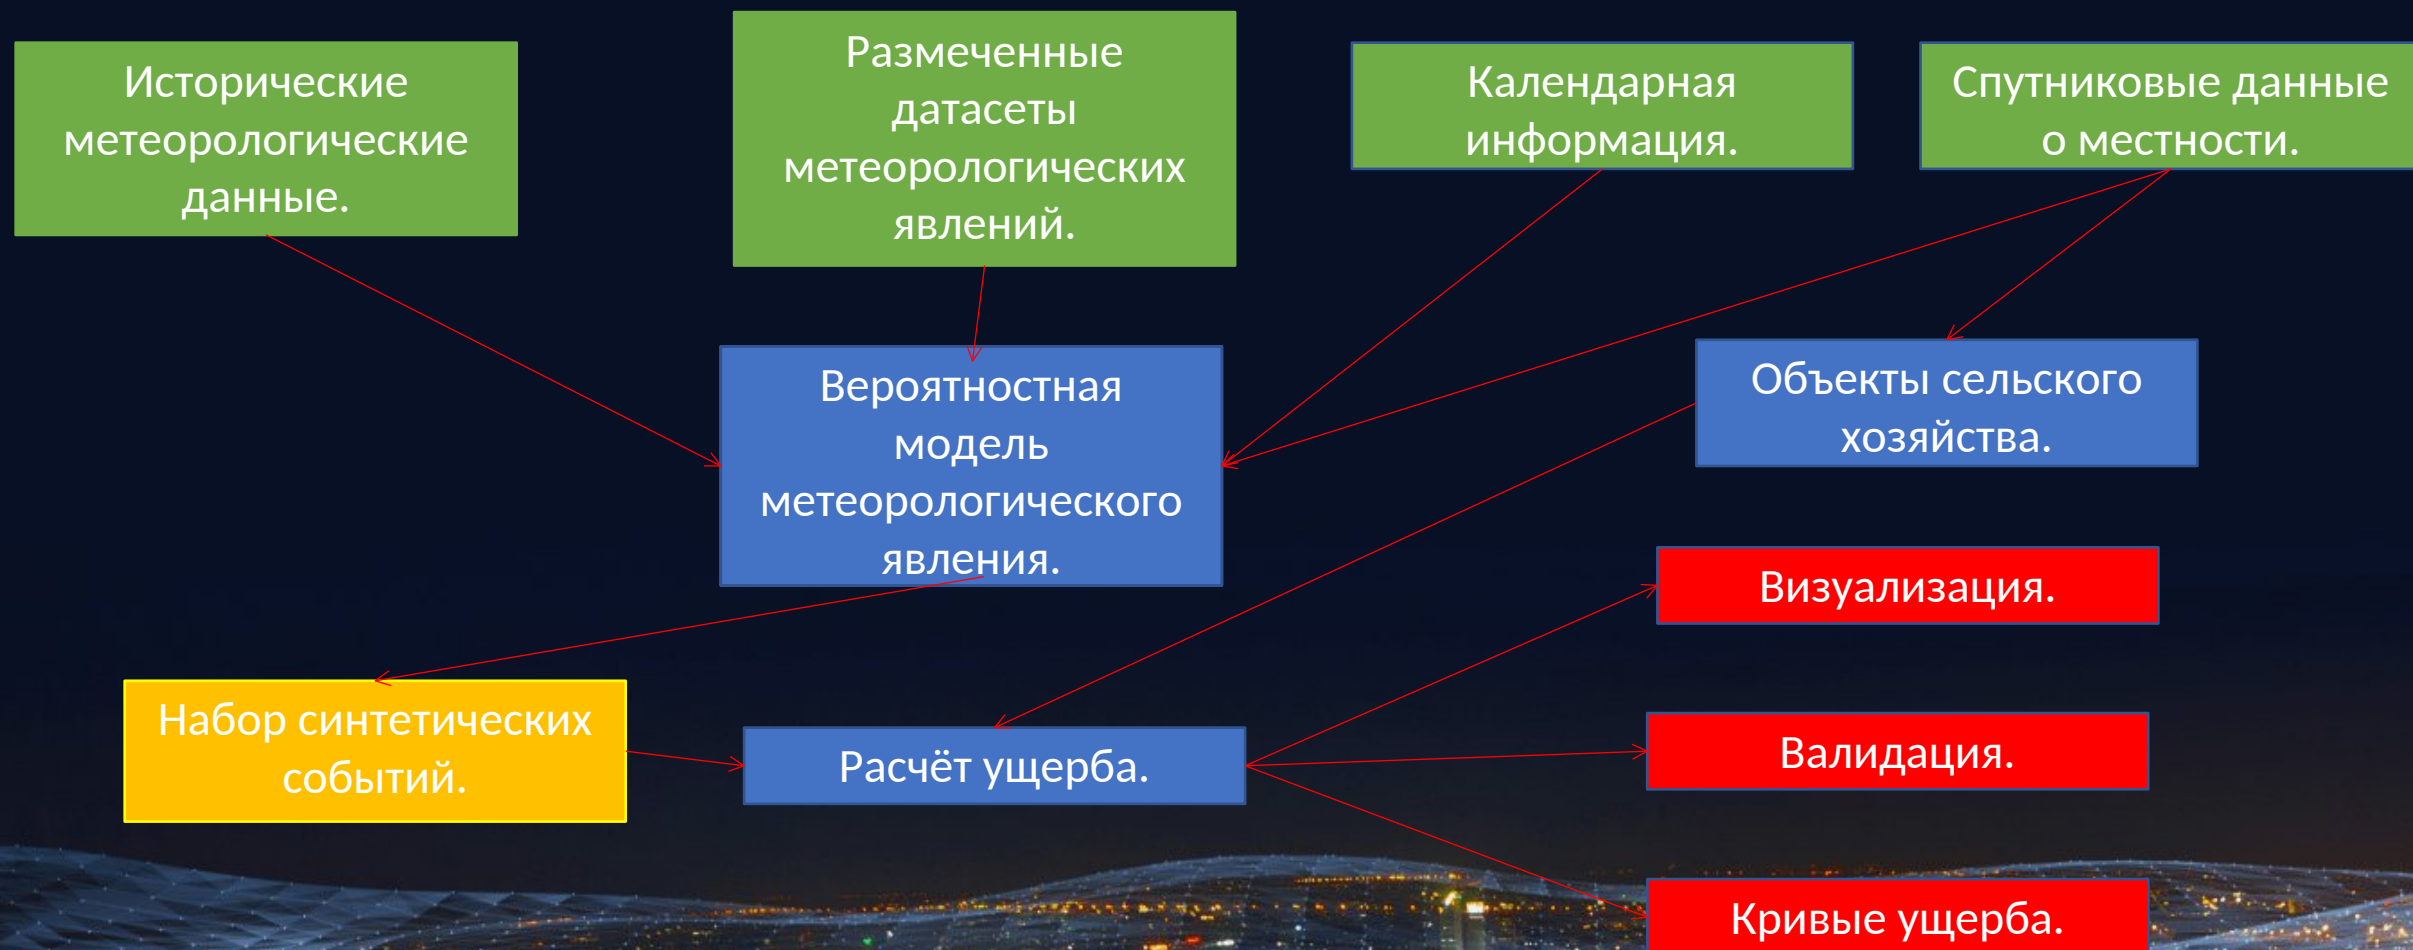 Исторические
метеорологические
данные.
Размеченные
датасеты
метеорологических
явлений.
Календарная
информация.
Спутниковые данные
о местности.
Вероятностная
модель
метеорологического
явления.
Объекты сельского
хозяйства.
Визуализация.
Набор синтетических
событий.
Расчёт ущерба.
Валидация.
Кривые ущерба.